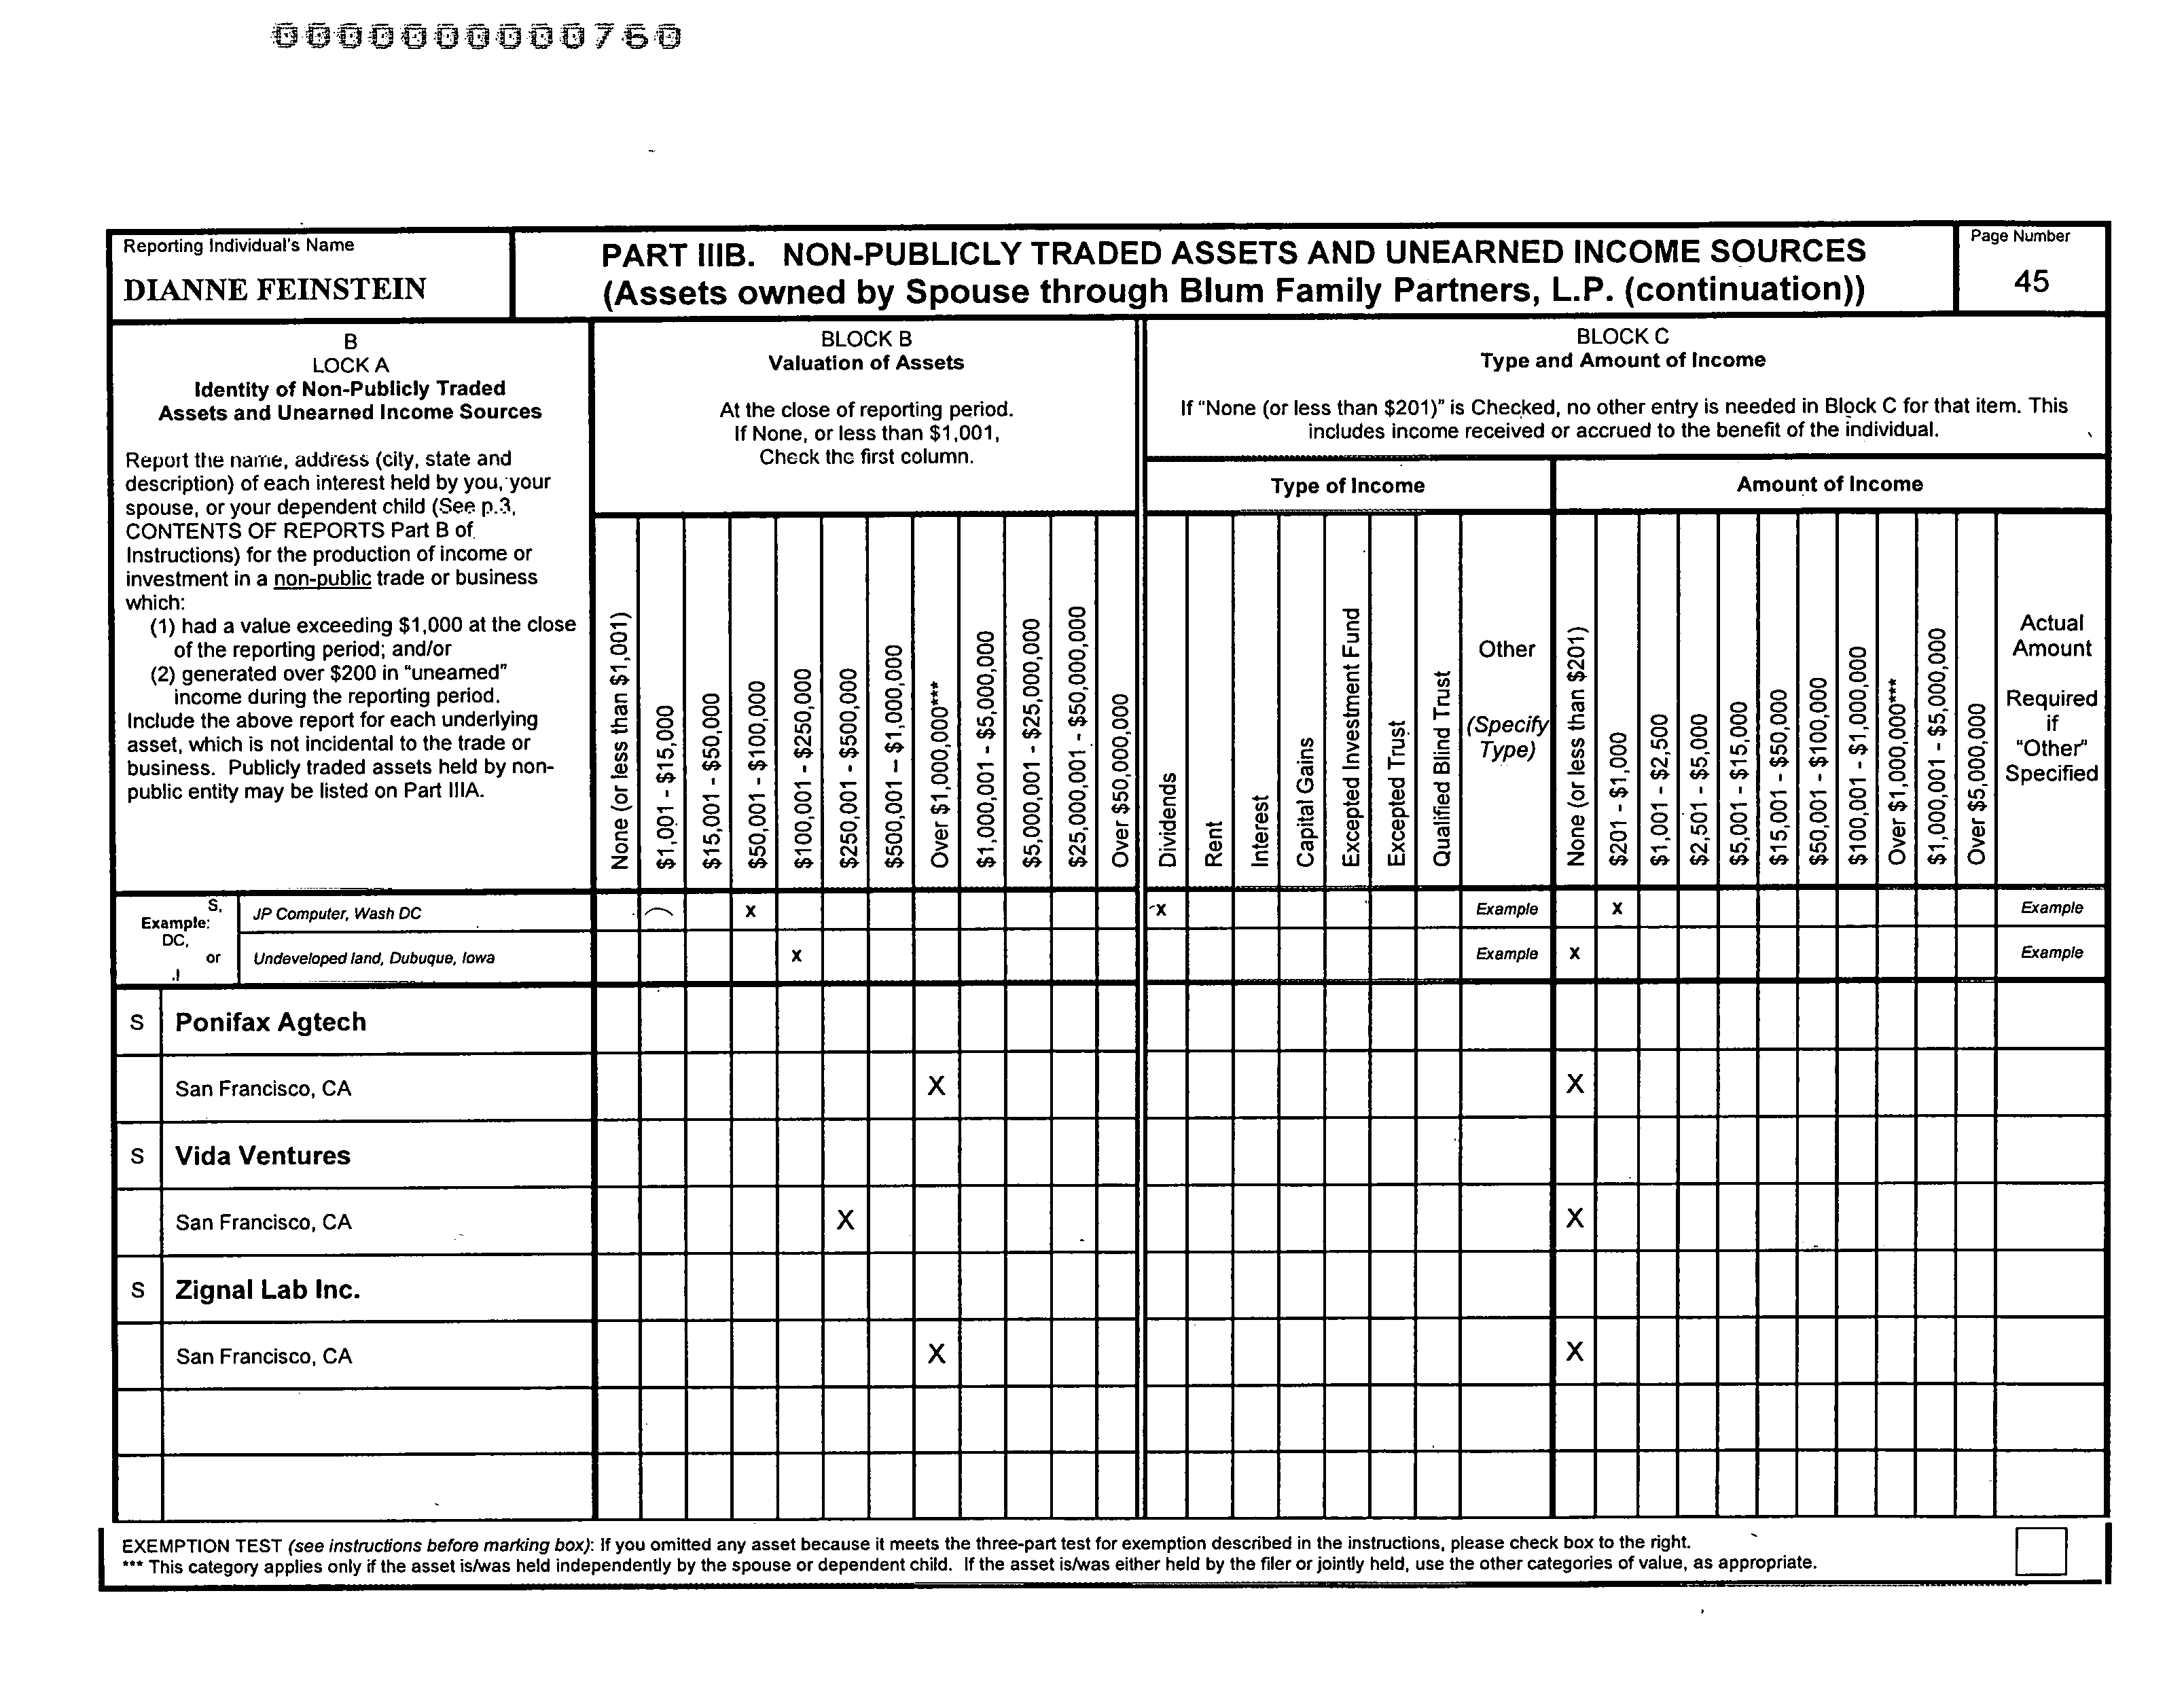 0000000000760
Reporting Individual's Name
DIANNE FEINSTEIN
PART IIIB. NON-PUBLICLY TRADED ASSETS AND UNEARNED INCOME SOURCES
(Assets owned by Spouse through Blum Family Partners, L.P. (continuation))
Page Number
45
B
LOCK A
Identity of Non-Publicly Traded
Assets and Unearned Income Sources
Report the name, address (city, state and
description) of each interest held by you, your
spouse, or your dependent child (See p.3,
CONTENTS OF REPORTS Part B of
Instructions) for the production of income or
investment in a non-public trade or business
which:
(1) had a value exceeding $1,000 at the close
of the reporting period; and/or
(2) generated over $200 in "unearned"
income during the reporting period.
Include the above report for each underlying
asset, which is not incidental to the trade or
business. Publicly traded assets held by non-
public entity may be listed on Part IIIA.
BLOCK B
Valuation of Assets
At the close of reporting period.
If None, or less than $1,001,
Check the first column.
None (or less than $1,001)
$1,001 - $15,000
$15,001 - $50,000
$50,001 - $100,000
$100,001 - $250,000
$250,001 - $500,000
$500,001 – $1,000,000
Over $1,000,000***
$1,000,001 - $5,000,000
$5,000,001 - $25,000,000
$25,000,001 - $50,000,000
Over $50,000,000
BLOCK C
Type and Amount of Income
If "None (or less than $201)" is Checked, no other entry is needed in Block C for that item. This
includes income received or accrued to the benefit of the individual.
Type of Income
Amount of Income
Dividends
Rent
Interest
Capital Gains
Excepted Investment Fund
Excepted Trust
Qualified Blind Trust
Other
(Specify
Type)
None (or less than $201)
$201 - $1,000
$1,001 - $2,500
$2,501 - $5,000
$5,001 - $15,000
$15,001 - $50,000
$50,001 - $100,000
$100,001 - $1,000,000
Over $1,000,000***
$1,000,001 - $5,000,000
Over $5,000,000
Actual
Amount
Required
if
"Other"
Specified
S,
Example:
DC,
or
J
JP Computer, Wash DC X X Example X Example
Undeveloped land, Dubuque, Iowa X Example X Example
S Ponifax Agtech
San Francisco, CA X X
S Vida Ventures
San Francisco, CA X X
S Zignal Lab Inc.
San Francisco, CA X X
EXEMPTION TEST (see instructions before marking box): If you omitted any asset because it meets the three-part test for exemption described in the instructions, please check box to the right.
*** This category applies only if the asset is/was held independently by the spouse or dependent child. If the asset is/was either held by the filer or jointly held, use the other categories of value, as appropriate.